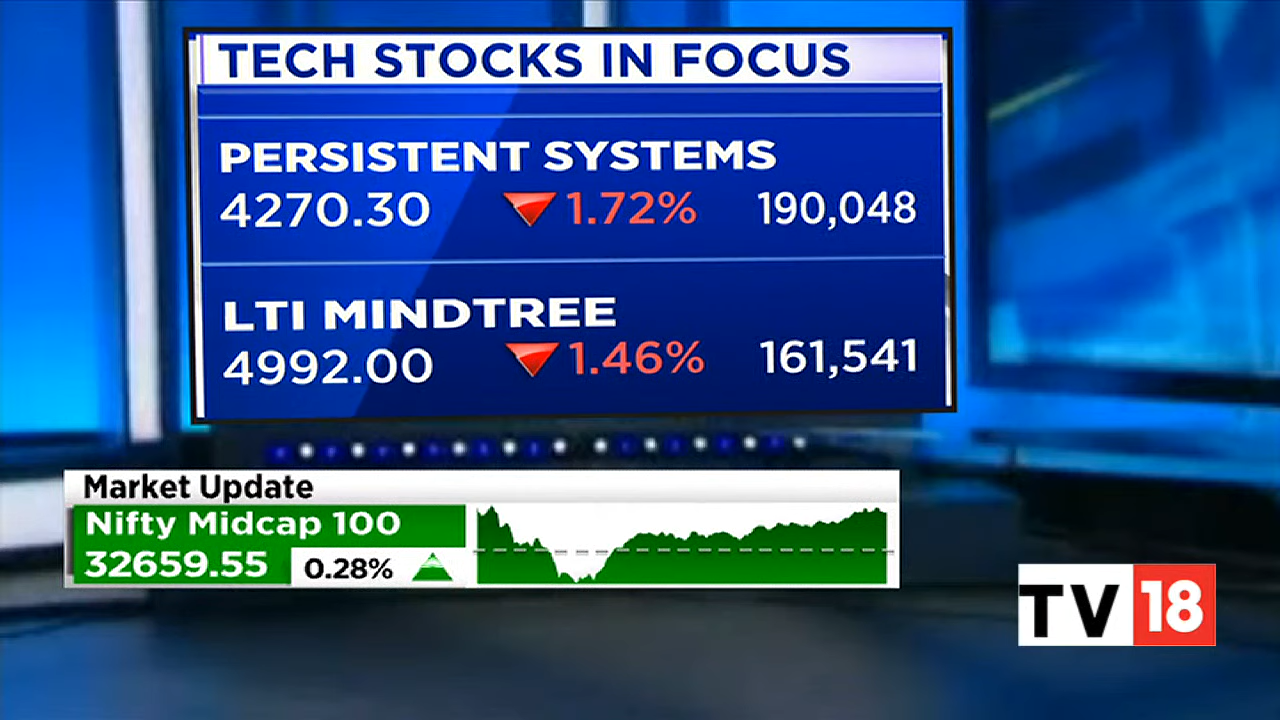 TECH STOCKS IN FOCUS
PERSISTENT SYSTEMS
4270.30 1.72% 190,048
LTI MINDTREE
4992.00 1.46% 161,541
Market Update
Nifty Midcap 100
32659.55 0.28%
TV18